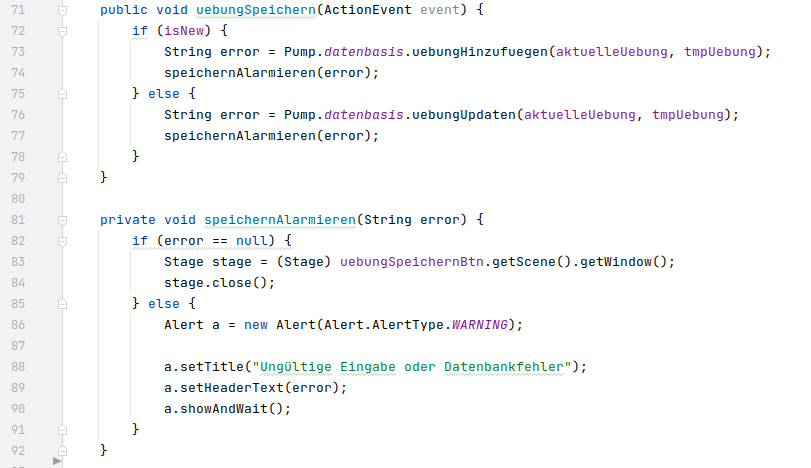 71 public void uebungSpeichern(ActionEvent event) {
72 if (isNew) {
73 String error = Pump.datenbasis.uebungHinzufuegen(aktuelleUebung, tmpUebung);
74 speichernAlarmieren(error);
75 } else {
76 String error = Pump.datenbasis.uebungUpdaten(aktuelleUebung, tmpUebung);
77 speichernAlarmieren(error);
78 }
79 }
80
81 private void speichernAlarmieren(String error) {
82 if (error == null) {
83 Stage stage = (Stage) uebungSpeichernBtn.getScene().getWindow();
84 stage.close();
85 } else {
86 Alert a = new Alert(Alert.AlertType.WARNING);
87
88 a.setTitle("Ungültige Eingabe oder Datenbankfehler");
89 a.setHeaderText(error);
90 a.showAndWait();
91 }
92 }